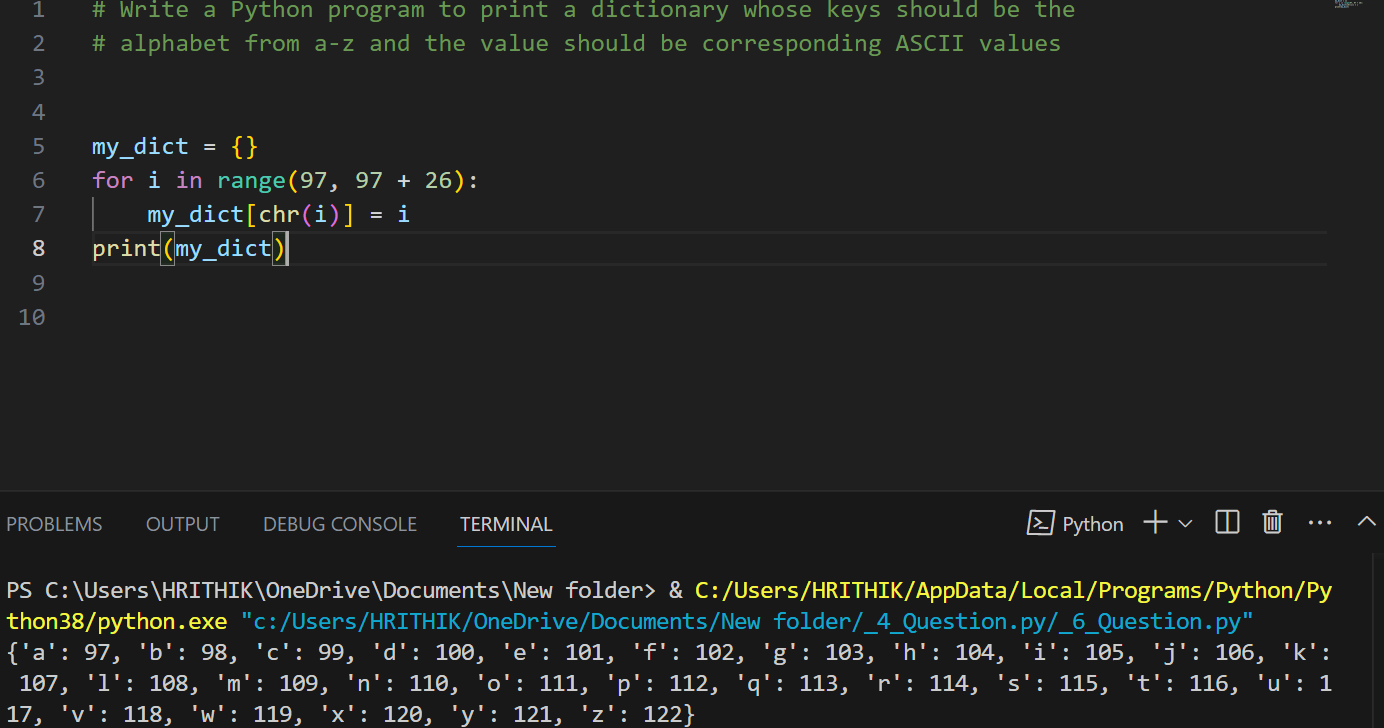 1 # Write a Python program to print a dictionary whose keys should be the
2 # alphabet from a-z and the value should be corresponding ASCII values
3
4
5 my_dict = {}
6 for i in range(97, 97 + 26):
7     my_dict[chr(i)] = i
8 print(my_dict)
9
10
PROBLEMS OUTPUT DEBUG CONSOLE TERMINAL Python
PS C:\Users\HRITHIK\OneDrive\Documents\New folder> & C:/Users/HRITHIK/AppData/Local/Programs/Python/Py
thon38/python.exe "c:/Users/HRITHIK/OneDrive/Documents/New folder/_4_Question.py/_6_Question.py"
{'a': 97, 'b': 98, 'c': 99, 'd': 100, 'e': 101, 'f': 102, 'g': 103, 'h': 104, 'i': 105, 'j': 106, 'k':
 107, 'l': 108, 'm': 109, 'n': 110, 'o': 111, 'p': 112, 'q': 113, 'r': 114, 's': 115, 't': 116, 'u': 1
17, 'v': 118, 'w': 119, 'x': 120, 'y': 121, 'z': 122}